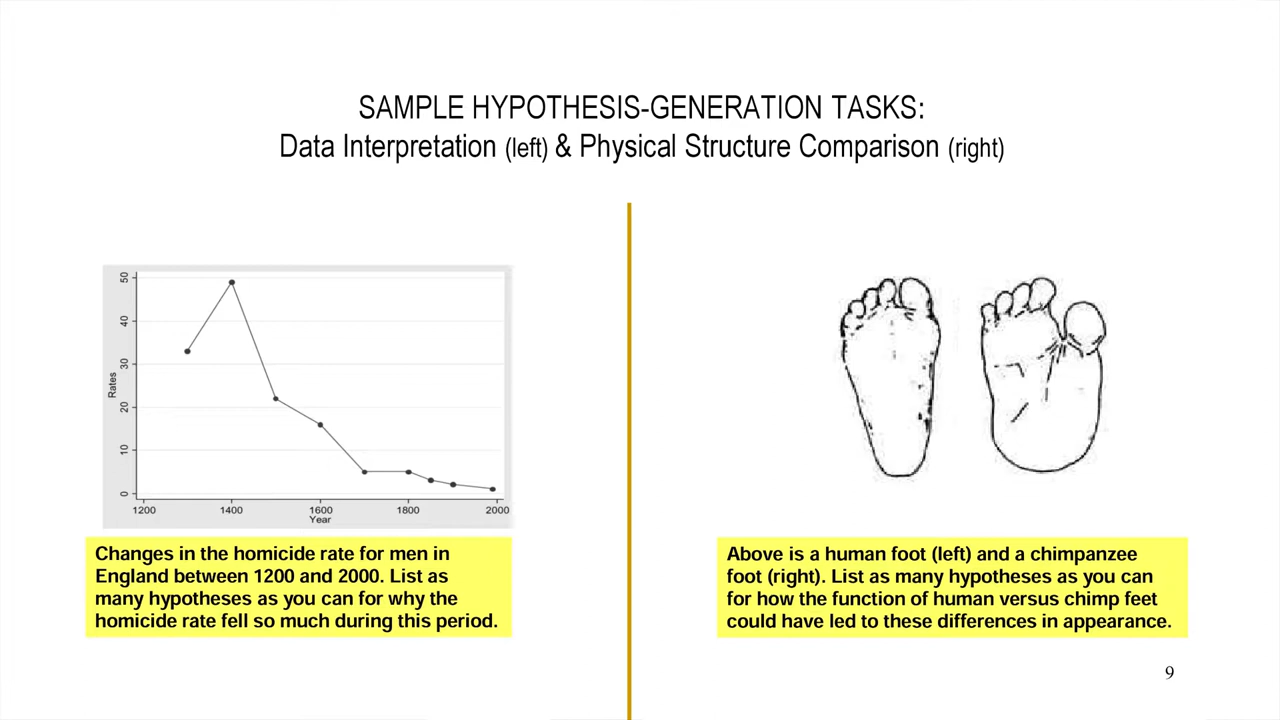 SAMPLE HYPOTHESIS-GENERATION TASKS:
Data Interpretation (left) & Physical Structure Comparison (right)
50
40
30
20
10
0
Rates
1200
1400
1600
1800
2000
Year
Changes in the homicide rate for men in
England between 1200 and 2000. List as
many hypotheses as you can for why the
homicide rate fell so much during this period.
Above is a human foot (left) and a chimpanzee
foot (right). List as many hypotheses as you can
for how the function of human versus chimp feet
could have led to these differences in appearance.
9